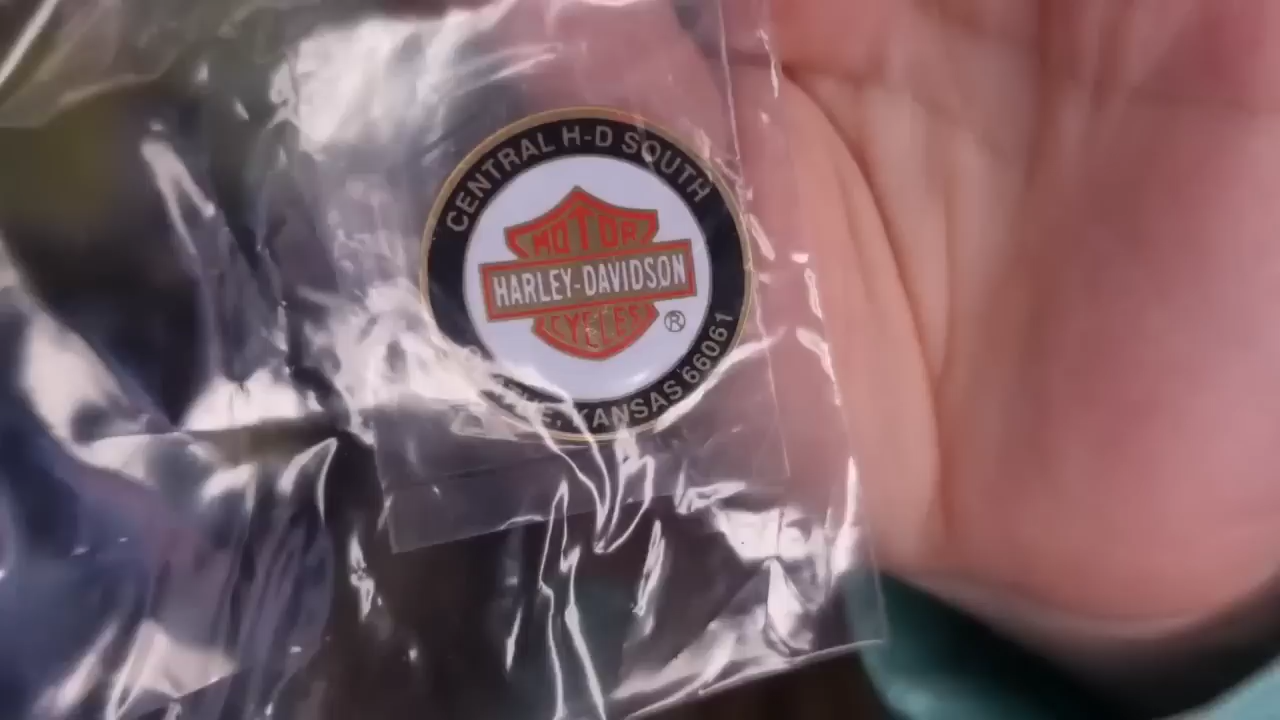 CENTRAL H-D SOUTH
MOTOR
HARLEY-DAVIDSON
CYCLES
®
KANSAS 66061